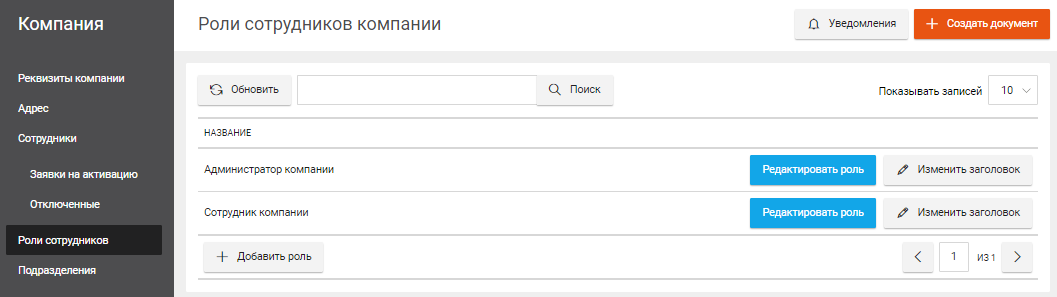 Компания
Роли сотрудников компании
Уведомления
Создать документ
Реквизиты компании
Адрес
Сотрудники
Заявки на активацию
Отключенные
Роли сотрудников
Подразделения
Обновить
Поиск
Показывать записей 10
НАЗВАНИЕ
Администратор компании Редактировать роль Изменить заголовок
Сотрудник компании Редактировать роль Изменить заголовок
Добавить роль
1 ИЗ 1